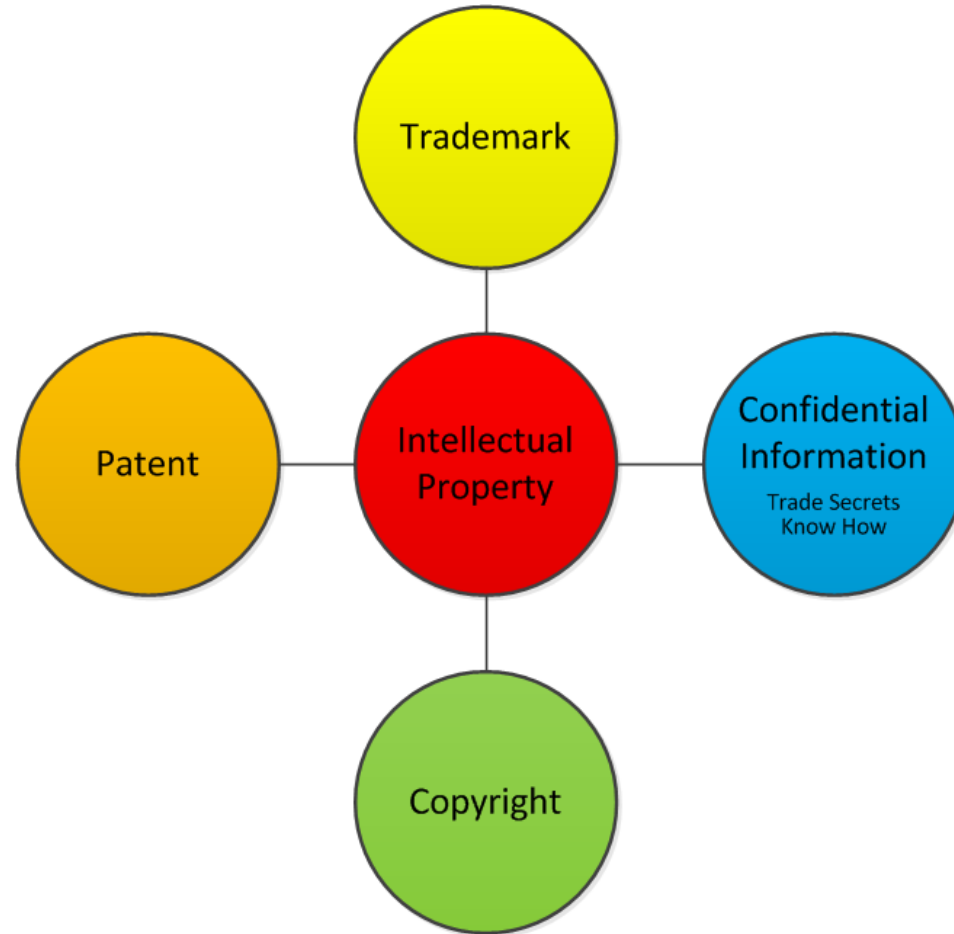 Trademark
Patent
Intellectual
Property
Confidential
Information
Trade Secrets
Know How
Copyright